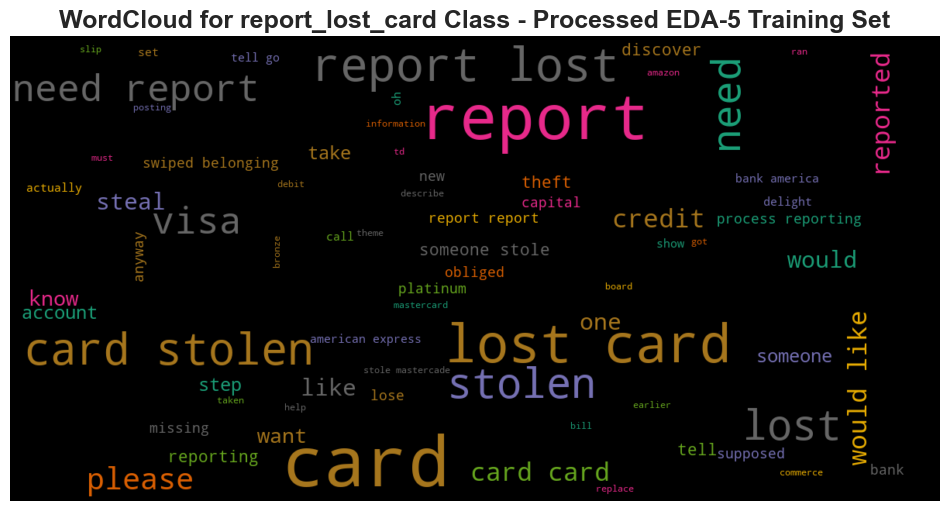 WordCloud for report_lost_card Class - Processed EDA-5 Training Set
slip
set
tell go
report lost
discover
amazon
ran
need report
posting
oh
report
need
reported
information
must
swiped belonging
take
td
actually
steal
debit
new
describe
theft
capital
bank america
delight
visa
report report
credit
process reporting
anyway
bronze
call
theme
someone stole
show
got
would
obliged
know
account
platinum
mastercard
board
card stolen
american express
lost card
one
someone
would like
step
taken
like
help
stole mastercade
lose
stolen
earlier
missing
want
reporting
bill
lost
tell
supposed
please
card
card card
replace
commerce
bank